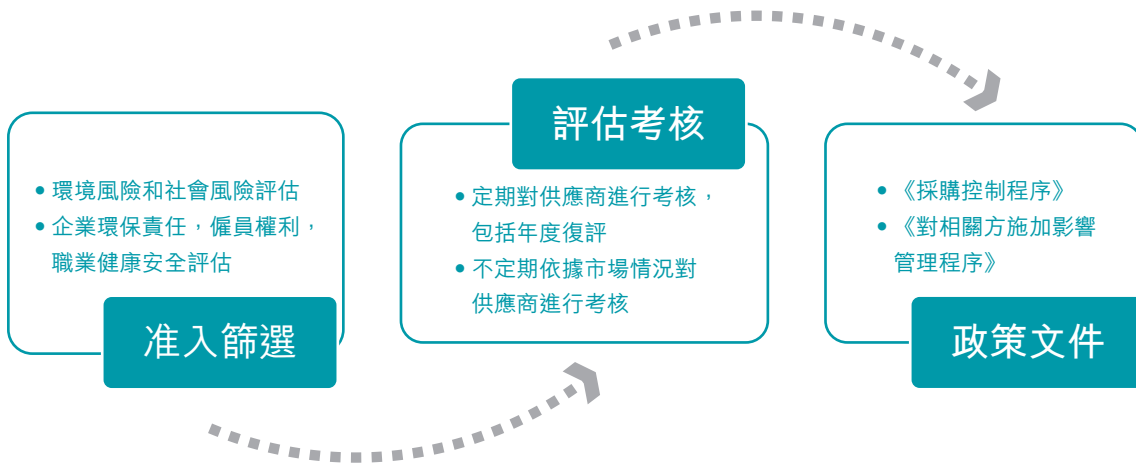 • 環境風險和社會風險評估
• 企業環保責任，僱員權利，
職業健康安全評估
准入篩選
評估考核
• 定期對供應商進行考核，
包括年度復評
• 不定期依據市場情況對
供應商進行考核
• 《採購控制程序》
• 《對相關方施加影響
管理程序》
政策文件